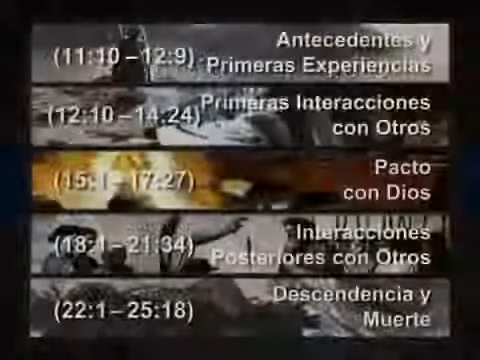 (11:10 – 12:9) Antecedentes y
Primeras Experiencias
(12:10 – 14:24) Primeras Interacciones
con Otros
(15:1 – 17:27) Pacto
con Dios
(18:1 – 21:34) Interacciones
Posteriores con Otros
(22:1 – 25:18) Descendencia y
Muerte